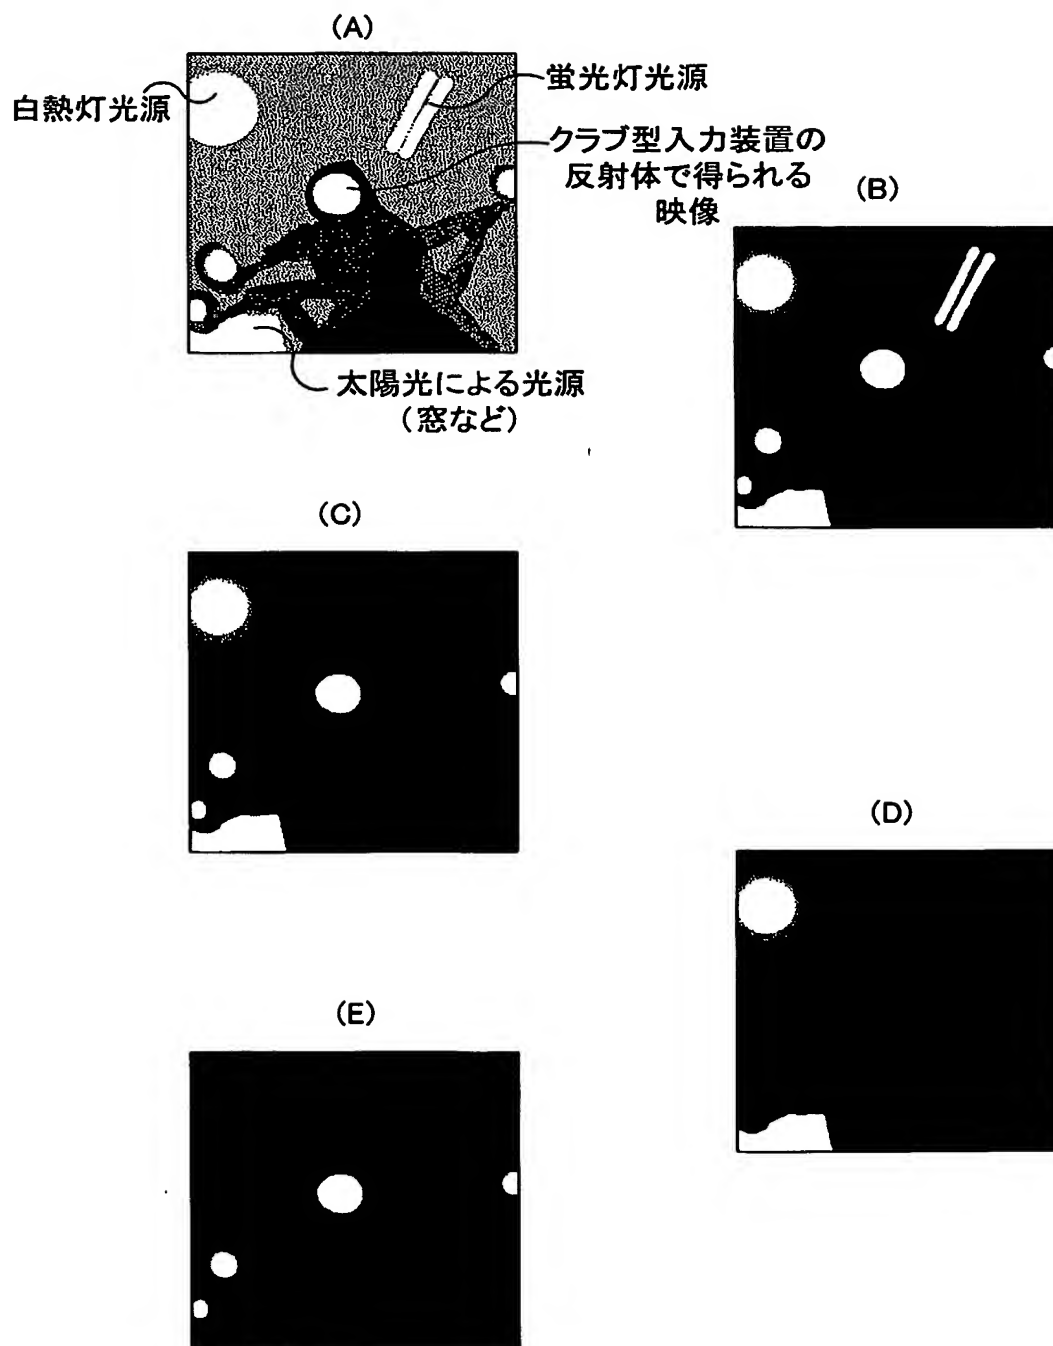 (A)
白熱灯光源
蛍光灯光源
クラブ型入力装置の
反射体で得られる
映像
(B)
太陽光による光源
(窓など)
(C)
(D)
(E)